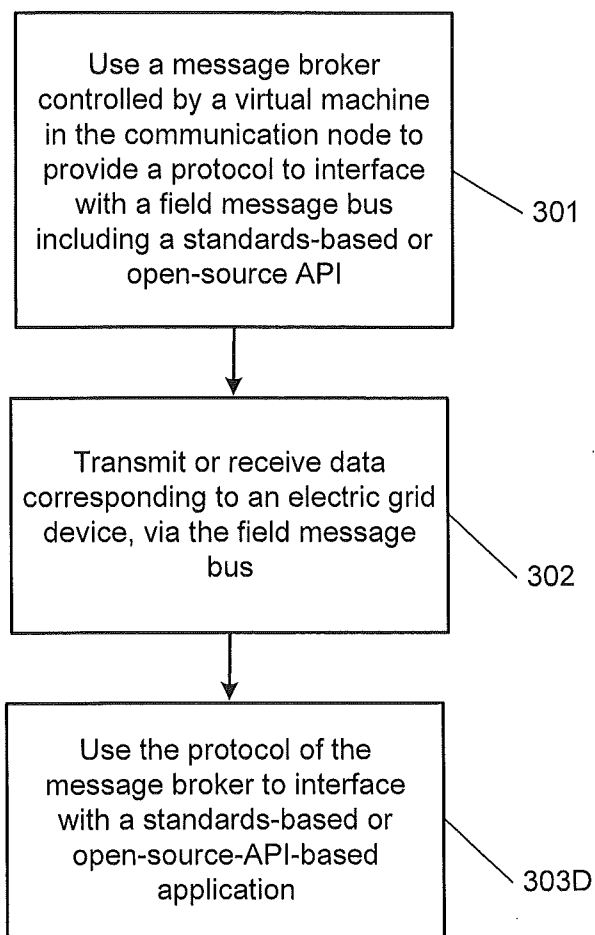 Use a message broker
controlled by a virtual machine
in the communication node to
provide a protocol to interface
with a field message bus
including a standards-based or
open-source API
301
Transmit or receive data
corresponding to an electric grid
device, via the field message
bus
302
Use the protocol of the
message broker to interface
with a standards-based or
open-source-API-based
application
303D